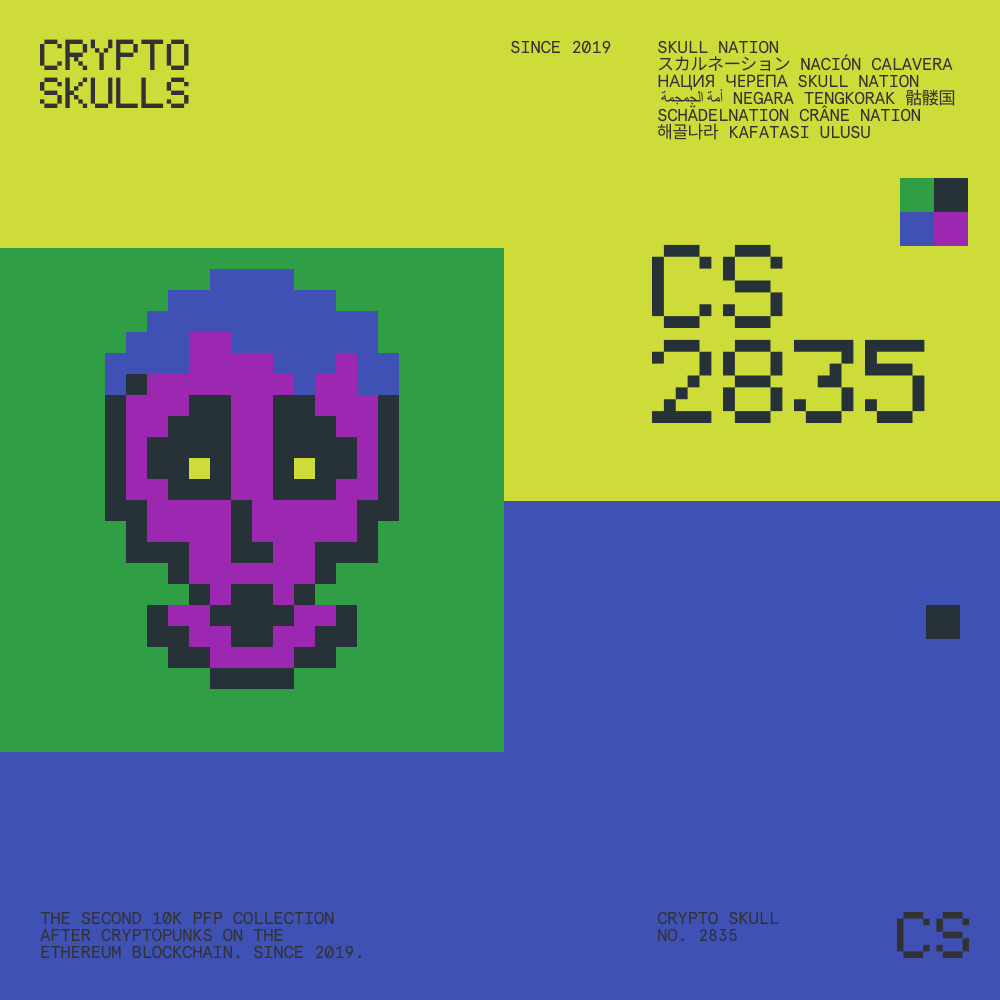 CRYPTO
SKULLS
SINCE 2019
SKULL NATION
スカルネーション NACIÓN CALAVERA
НАЦИЯ ЧЕРЕПА SKULL NATION
أمة الجمجمة NEGARA TENGKORAK 骷髅国
SCHÄDELNATION CRÂNE NATION
해골나라 KAFATASI ULUSU
CS
2835
THE SECOND 10K PFP COLLECTION
AFTER CRYPTOPUNKS ON THE
ETHEREUM BLOCKCHAIN. SINCE 2019.
CRYPTO SKULL
NO. 2835
CS